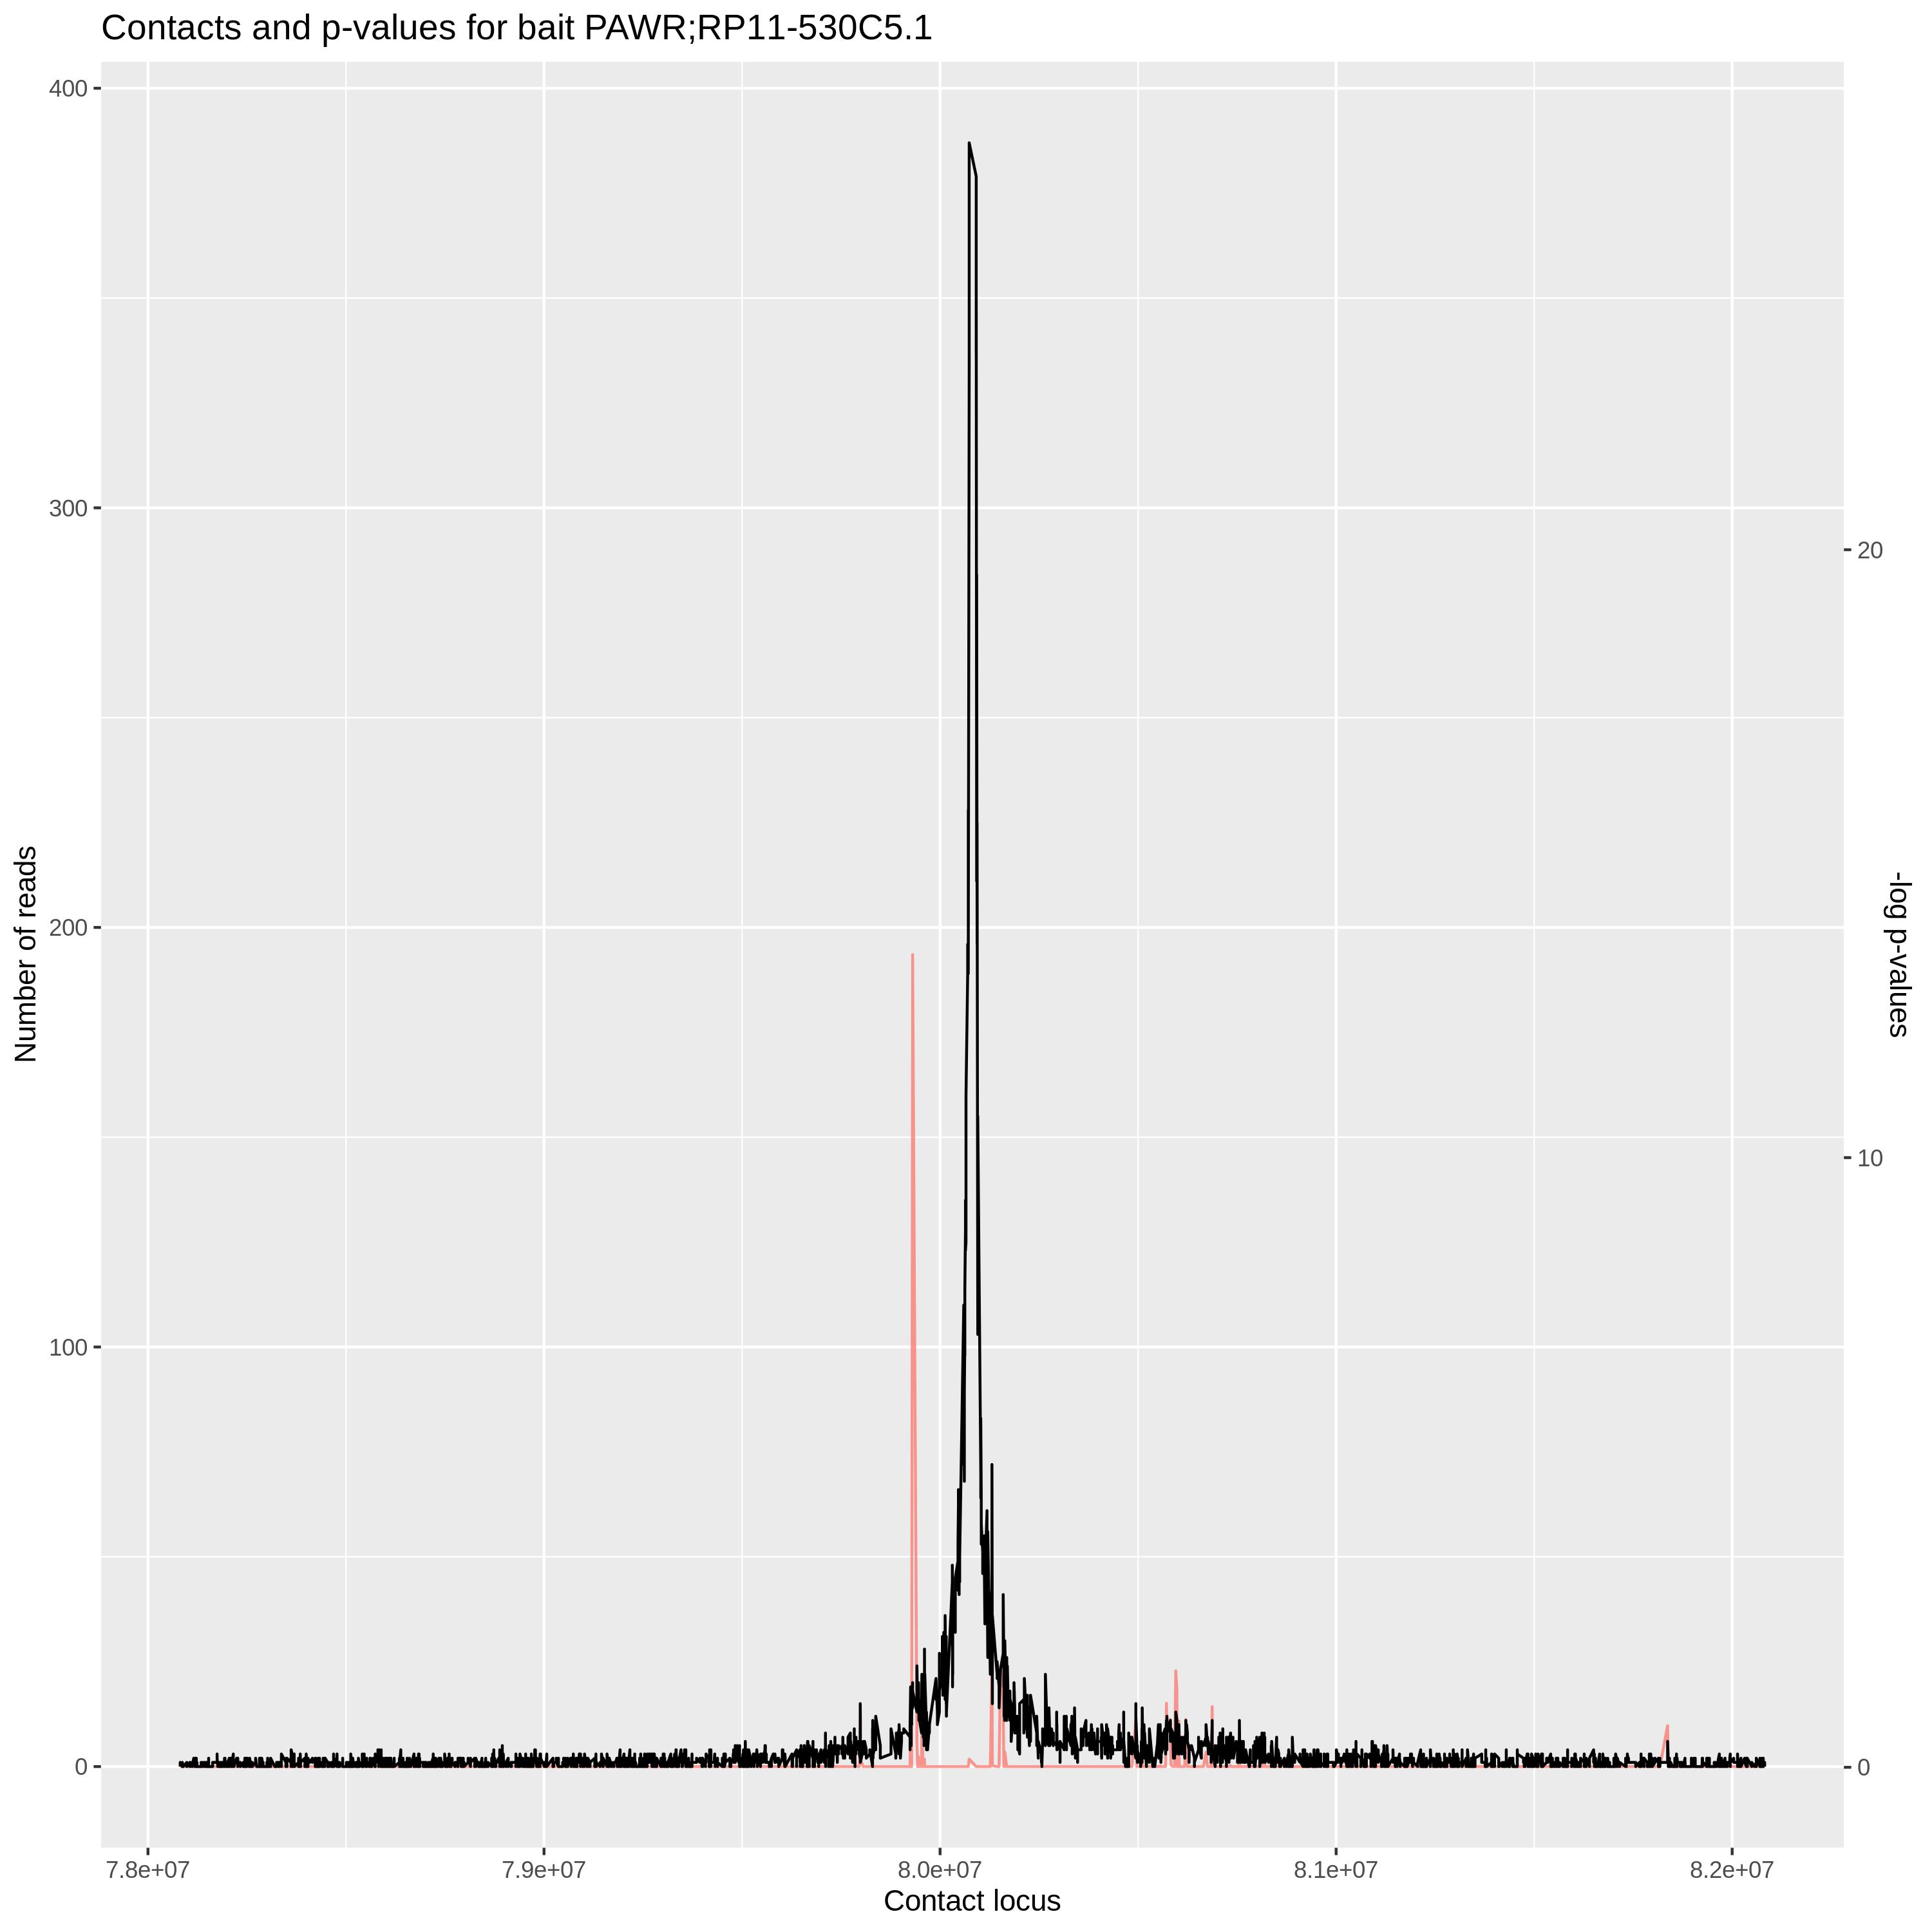 Contacts and p-values for bait PAWR;RP11-530C5.1
400
300
200
100
0
Number of reads
20
10
0
-log p-values
7.8e+07 7.9e+07 8.0e+07 8.1e+07 8.2e+07
Contact locus